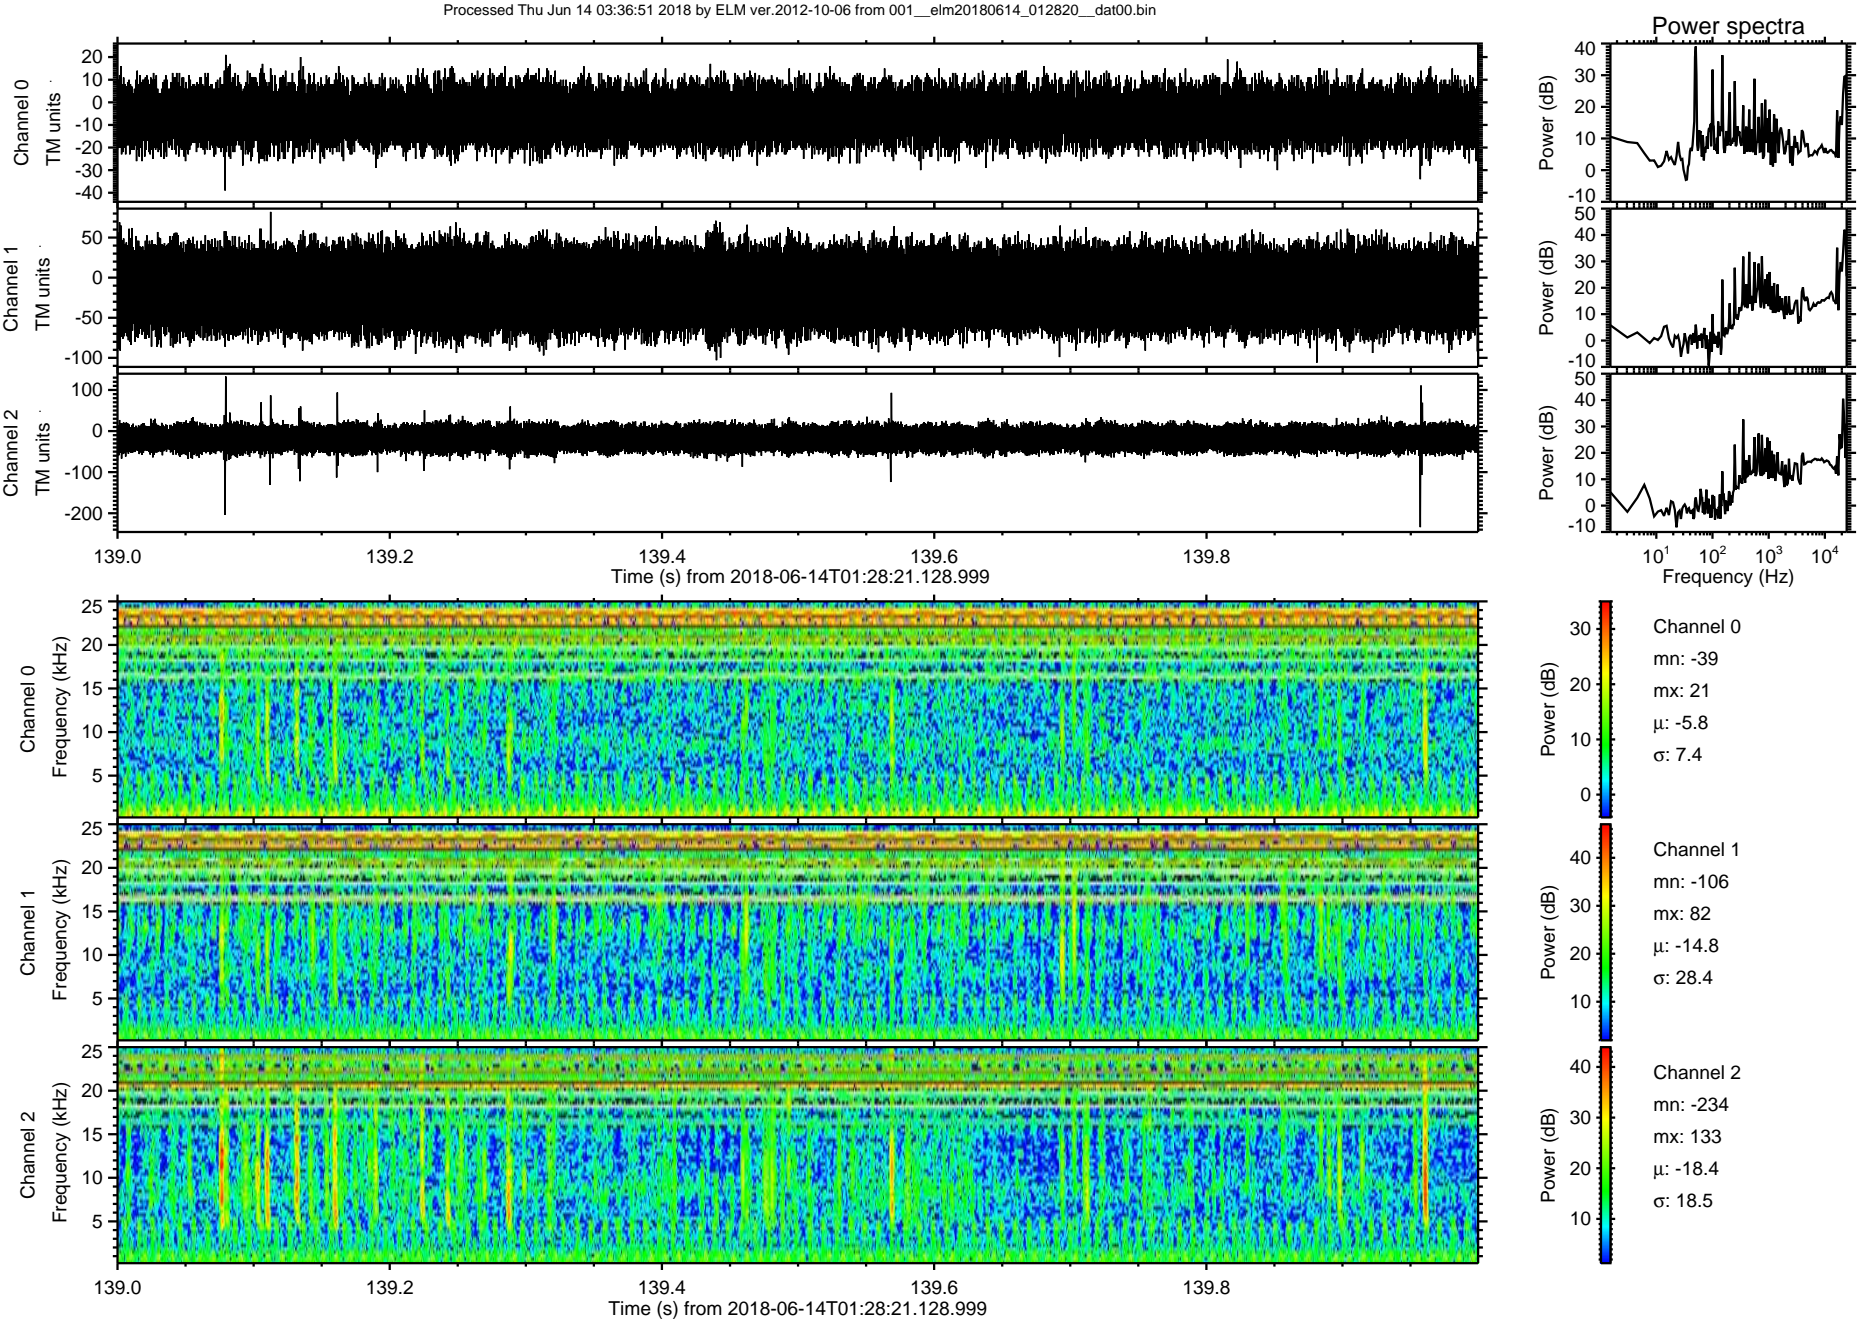 Processed Thu Jun 14 03:36:51 2018 by ELM ver.2012-10-06 from 001__elm20180614_012820__dat00.bin
Power spectra
Channel 0
TM units
20
10
0
-10
-20
-30
-40
Power (dB)
40
30
20
10
0
-10
Channel 1
TM units
50
0
-50
-100
Power (dB)
50
40
30
20
10
0
-10
Channel 2
TM units
100
0
-100
-200
Power (dB)
50
40
30
20
10
0
-10
139.0 139.2 139.4 139.6 139.8
Time (s) from 2018-06-14T01:28:21.128.999
10^1 10^2 10^3 10^4
Frequency (Hz)
Channel 0
Frequency (kHz)
25
20
15
10
5
Power (dB)
30
20
10
0
Channel 0
mn: -39
mx: 21
μ: -5.8
σ: 7.4
Channel 1
Frequency (kHz)
25
20
15
10
5
Power (dB)
40
30
20
10
Channel 1
mn: -106
mx: 82
μ: -14.8
σ: 28.4
Channel 2
Frequency (kHz)
25
20
15
10
5
Power (dB)
40
30
20
10
Channel 2
mn: -234
mx: 133
μ: -18.4
σ: 18.5
139.0 139.2 139.4 139.6 139.8
Time (s) from 2018-06-14T01:28:21.128.999